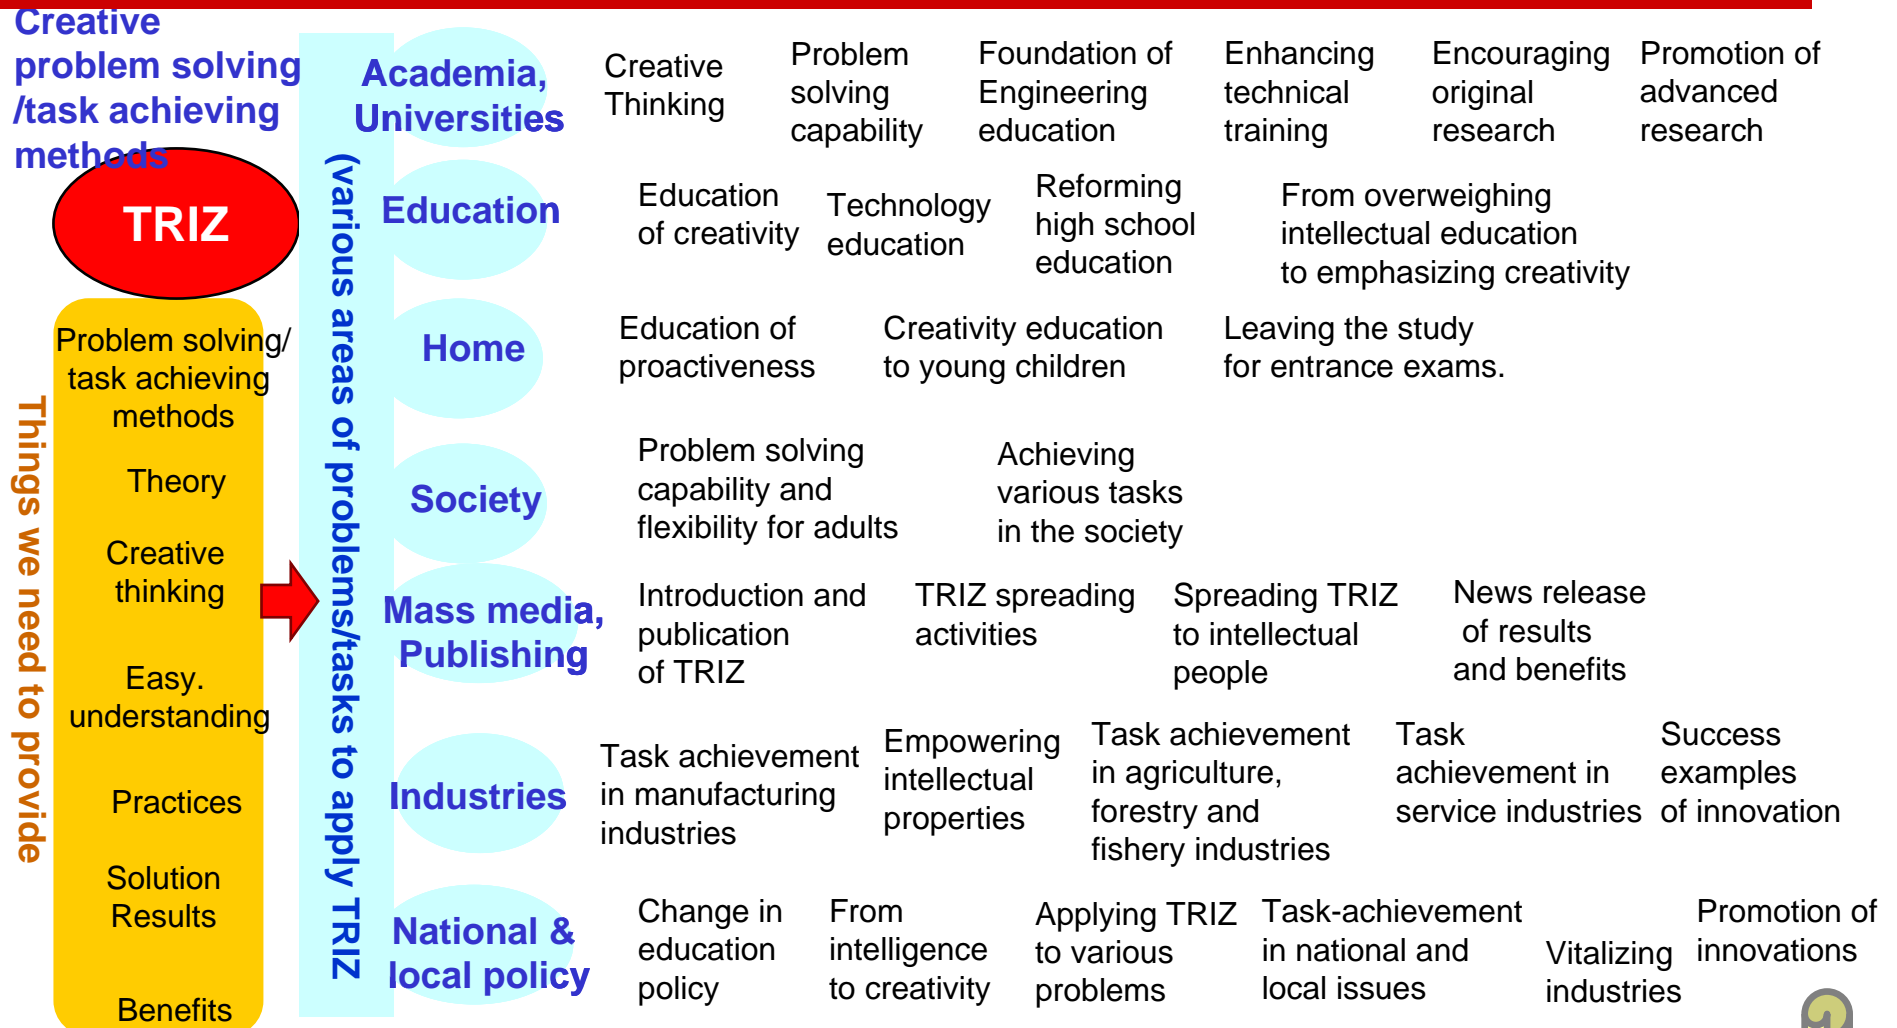 Creative
problem solving
/task achieving
methods
TRIZ
Things we need to provide
Problem solving/
task achieving
methods
Theory
Creative
thinking
Easy.
understanding
Practices
Solution
Results
Benefits
(various areas of problems/tasks to apply TRIZ
Academia,
Universities
Creative
Thinking
Problem
solving
capability
Foundation of
Engineering
education
Enhancing
technical
training
Encouraging
original
research
Promotion of
advanced
research
Education
Education
of creativity
Technology
education
Reforming
high school
education
From overweighing
intellectual education
to emphasizing creativity
Home
Education of
proactiveness
Creativity education
to young children
Leaving the study
for entrance exams.
Society
Problem solving
capability and
flexibility for adults
Achieving
various tasks
in the society
Mass media,
Publishing
Introduction and
publication
of TRIZ
TRIZ spreading
activities
Spreading TRIZ
to intellectual
people
News release
of results
and benefits
Industries
Task achievement
in manufacturing
industries
Empowering
intellectual
properties
Task achievement
in agriculture,
forestry and
fishery industries
Task
achievement in
service industries
Success
examples
of innovation
National &
local policy
Change in
education
policy
From
intelligence
to creativity
Applying TRIZ
to various
problems
Task-achievement
in national and
local issues
Vitalizing
industries
Promotion of
innovations